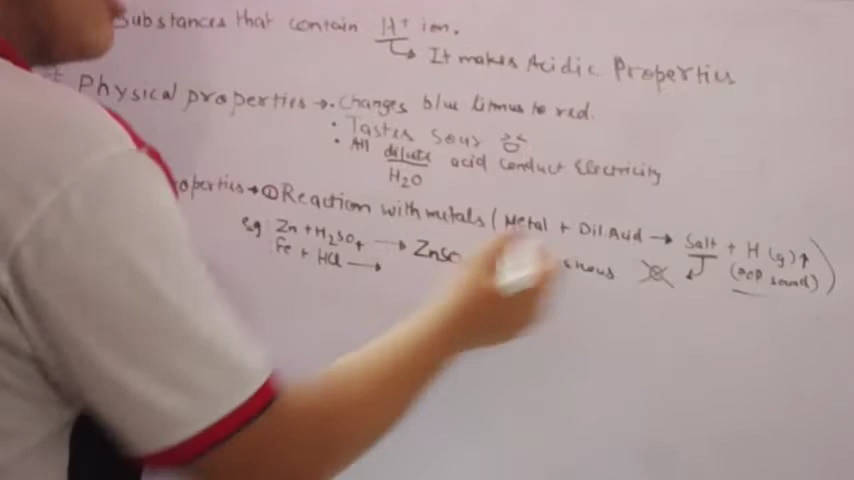 Substances that contain H+ ion.
↳ It makes Acidic Properties
Physical properties → • Changes blue litmus to red.
• Tastes sour
• All dilute acid conduct Electricity
H2O
operties → ① Reaction with metals (Metal + Dil. Acid → Salt + H (g)↑
eg: Zn + H2SO4 → ZnSO
(POP sound))
: Fe + HCl →